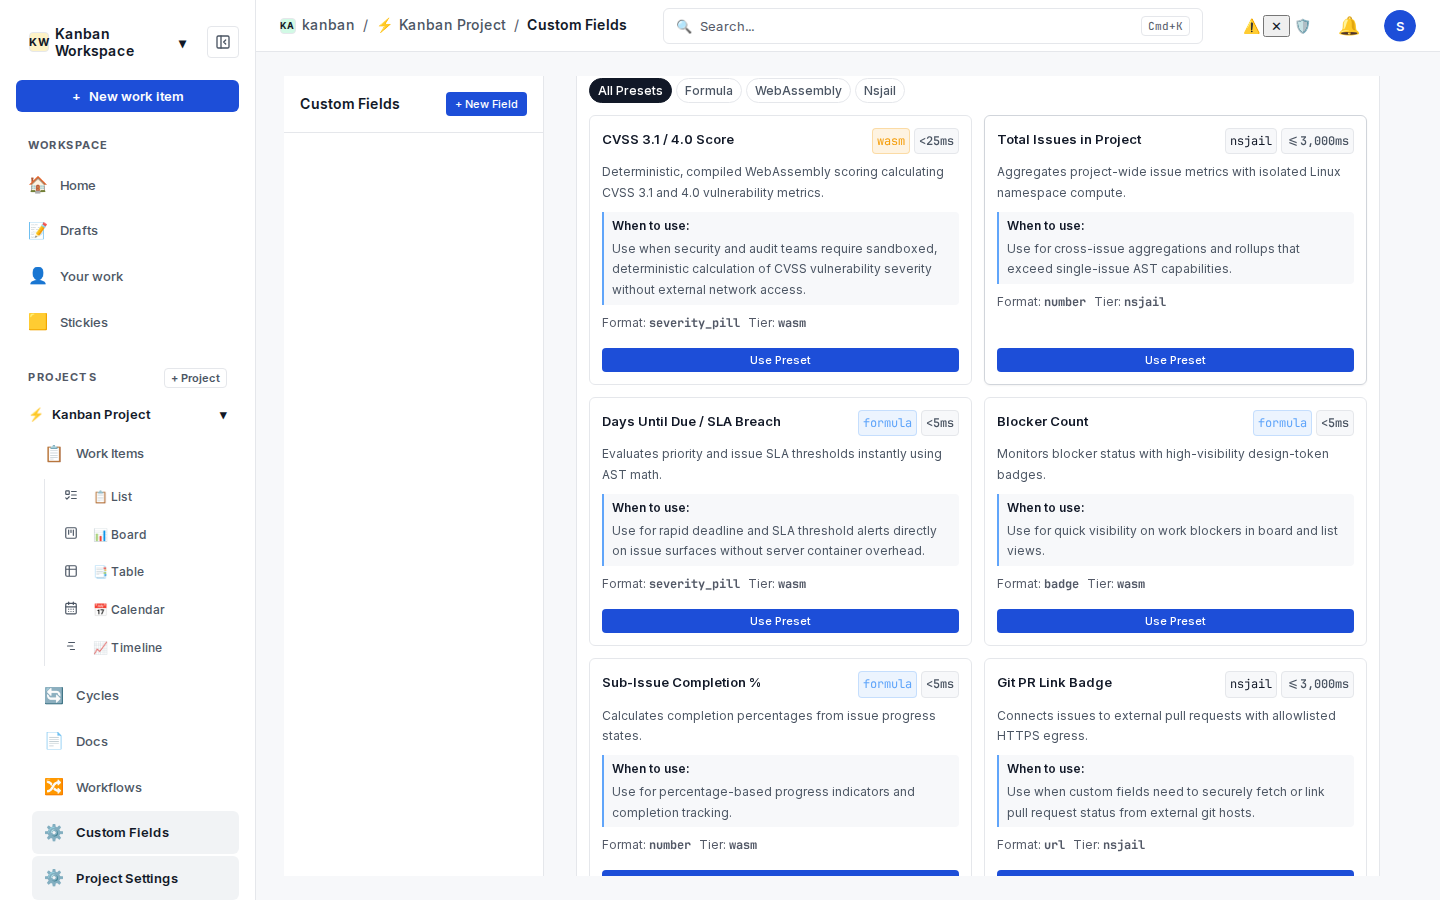 KW Kanban Workspace ▾
+ New work item
WORKSPACE
🏠 Home
📝 Drafts
👤 Your work
🟨 Stickies
PROJECTS + Project
⚡ Kanban Project ▾
📋 Work Items
📋 List
📊 Board
📑 Table
📅 Calendar
📈 Timeline
🔄 Cycles
📄 Docs
🔀 Workflows
⚙️ Custom Fields
⚙️ Project Settings
KA kanban / ⚡ Kanban Project / Custom Fields
🔍 Search... Cmd+K
⚠️ ✕ 🛡️ 🔔 S
Custom Fields + New Field
All Presets Formula WebAssembly Nsjail
CVSS 3.1 / 4.0 Score wasm <25ms
Deterministic, compiled WebAssembly scoring calculating
CVSS 3.1 and 4.0 vulnerability metrics.
When to use:
Use when security and audit teams require sandboxed,
deterministic calculation of CVSS vulnerability severity
without external network access.
Format: severity_pill Tier: wasm
Use Preset
Total Issues in Project nsjail ≤3,000ms
Aggregates project-wide issue metrics with isolated Linux
namespace compute.
When to use:
Use for cross-issue aggregations and rollups that
exceed single-issue AST capabilities.
Format: number Tier: nsjail
Use Preset
Days Until Due / SLA Breach formula <5ms
Evaluates priority and issue SLA thresholds instantly using
AST math.
When to use:
Use for rapid deadline and SLA threshold alerts directly
on issue surfaces without server container overhead.
Format: severity_pill Tier: wasm
Use Preset
Blocker Count formula <5ms
Monitors blocker status with high-visibility design-token
badges.
When to use:
Use for quick visibility on work blockers in board and list
views.
Format: badge Tier: wasm
Use Preset
Sub-Issue Completion % formula <5ms
Calculates completion percentages from issue progress
states.
When to use:
Use for percentage-based progress indicators and
completion tracking.
Format: number Tier: wasm
Git PR Link Badge nsjail ≤3,000ms
Connects issues to external pull requests with allowlisted
HTTPS egress.
When to use:
Use when custom fields need to securely fetch or link
pull request status from external git hosts.
Format: url Tier: nsjail